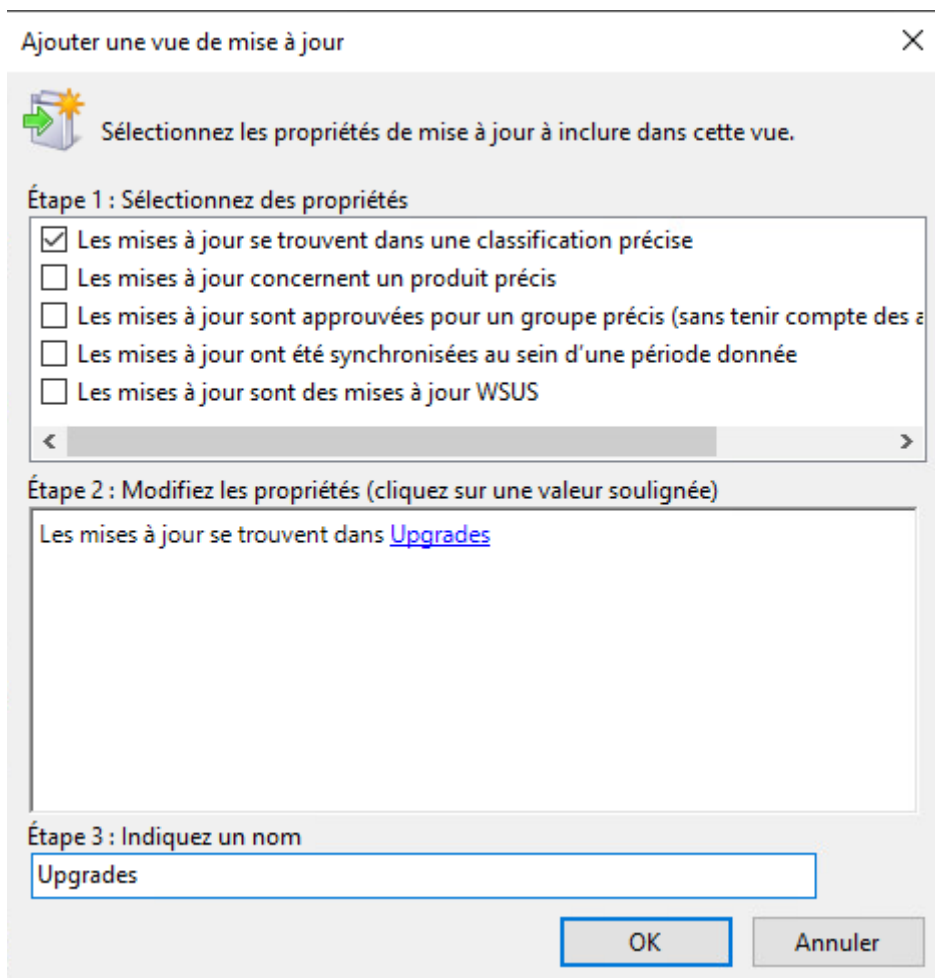 Ajouter une vue de mise à jour
Sélectionnez les propriétés de mise à jour à inclure dans cette vue.
Étape 1 : Sélectionnez des propriétés
Les mises à jour se trouvent dans une classification précise
Les mises à jour concernent un produit précis
Les mises à jour sont approuvées pour un groupe précis (sans tenir compte des a
Les mises à jour ont été synchronisées au sein d'une période donnée
Les mises à jour sont des mises à jour WSUS
Étape 2 : Modifiez les propriétés (cliquez sur une valeur soulignée)
Les mises à jour se trouvent dans Upgrades
Étape 3 : Indiquez un nom
Upgrades
OK Annuler